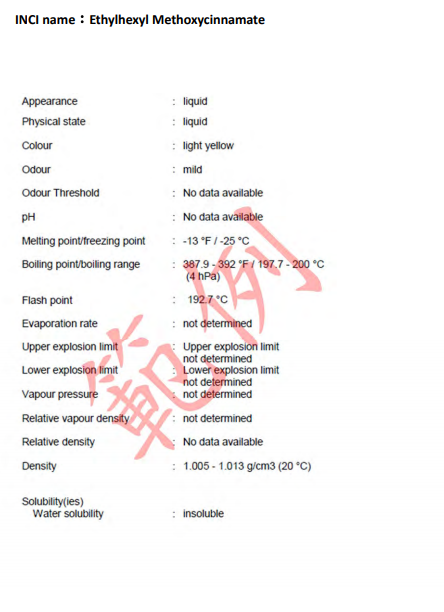 INCI name：Ethylhexyl Methoxycinnamate
Appearance : liquid
Physical state : liquid
Colour : light yellow
Odour : mild
Odour Threshold : No data available
pH : No data available
Melting point/freezing point : -13 °F / -25 °C
Boiling point/boiling range : 387.9 - 392 °F / 197.7 - 200 °C
(4 hPa)
Flash point : 192.7 °C
Evaporation rate : not determined
Upper explosion limit : Upper explosion limit
not determined
Lower explosion limit : Lower explosion limit
not determined
Vapour pressure : not determined
Relative vapour density : not determined
Relative density : No data available
Density : 1.005 - 1.013 g/cm3 (20 °C)
Solubility(ies)
Water solubility : insoluble
範例